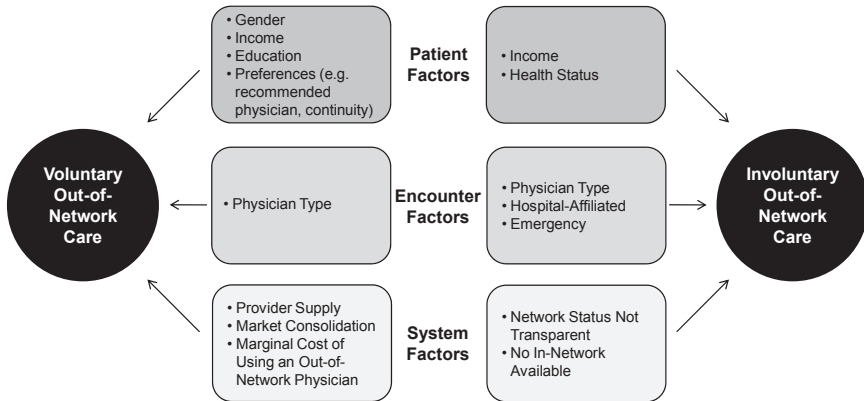 • Gender
• Income
• Education
• Preferences (e.g.
recommended
physician, continuity)
Patient
Factors
• Income
• Health Status
Voluntary
Out-of-
Network
Care
• Physician Type
Encounter
Factors
• Physician Type
• Hospital-Affiliated
• Emergency
Involuntary
Out-of-
Network
Care
• Provider Supply
• Market Consolidation
• Marginal Cost of
Using an Out-of-
Network Physician
System
Factors
• Network Status Not
Transparent
• No In-Network
Available